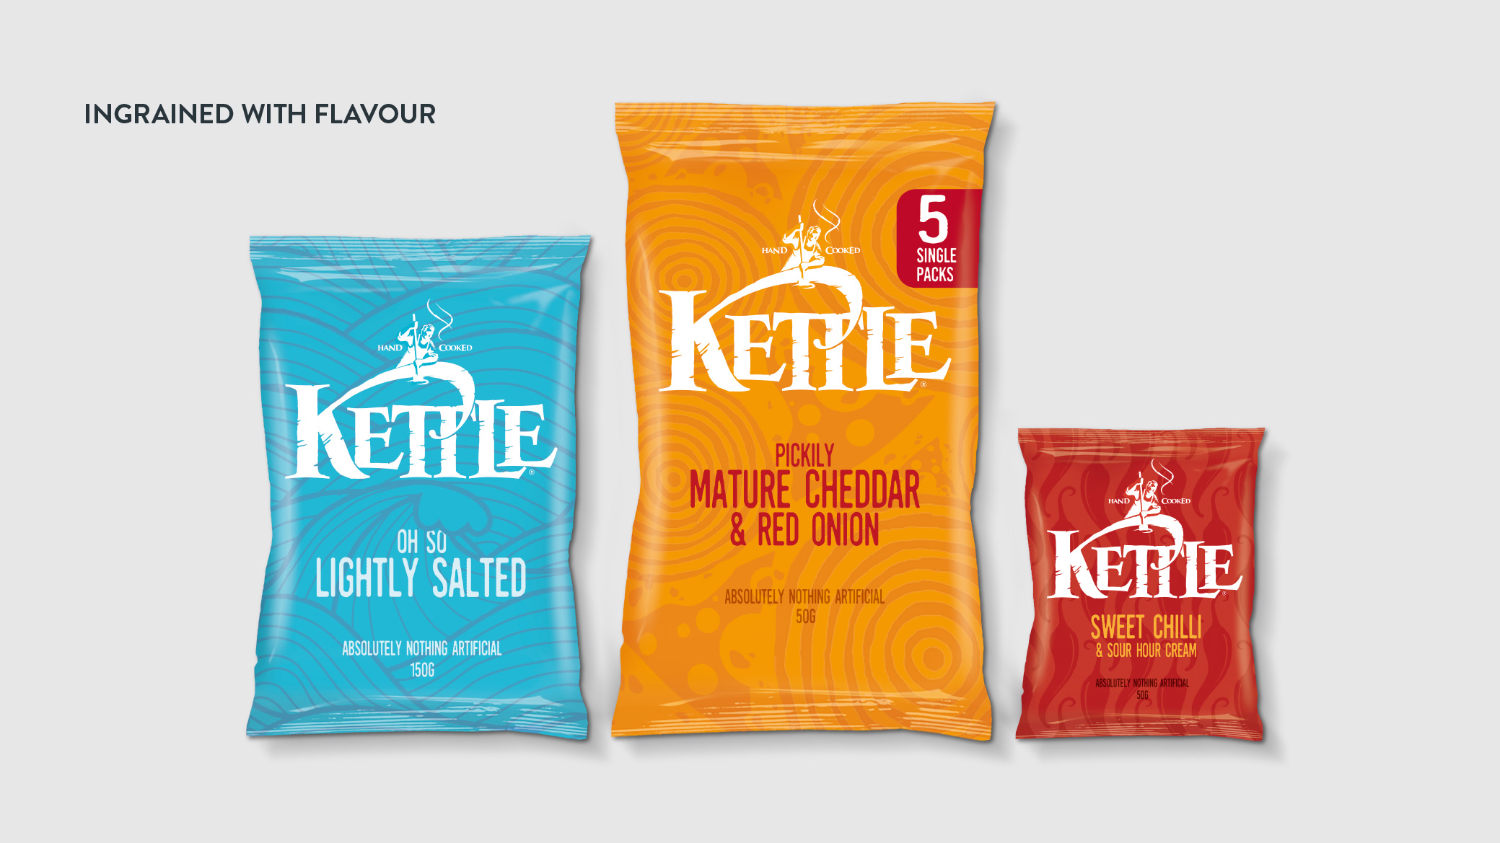 INGRAINED WITH FLAVOUR
HAND COOKED
KETTLE®
OH SO
LIGHTLY SALTED
ABSOLUTELY NOTHING ARTIFICIAL
150G
5
SINGLE
PACKS
HAND COOKED
KETTLE®
PICKILY
MATURE CHEDDAR
& RED ONION
ABSOLUTELY NOTHING ARTIFICIAL
50G
HAND COOKED
KETTLE®
SWEET CHILLI
& SOUR HOUR CREAM
ABSOLUTELY NOTHING ARTIFICIAL
50G